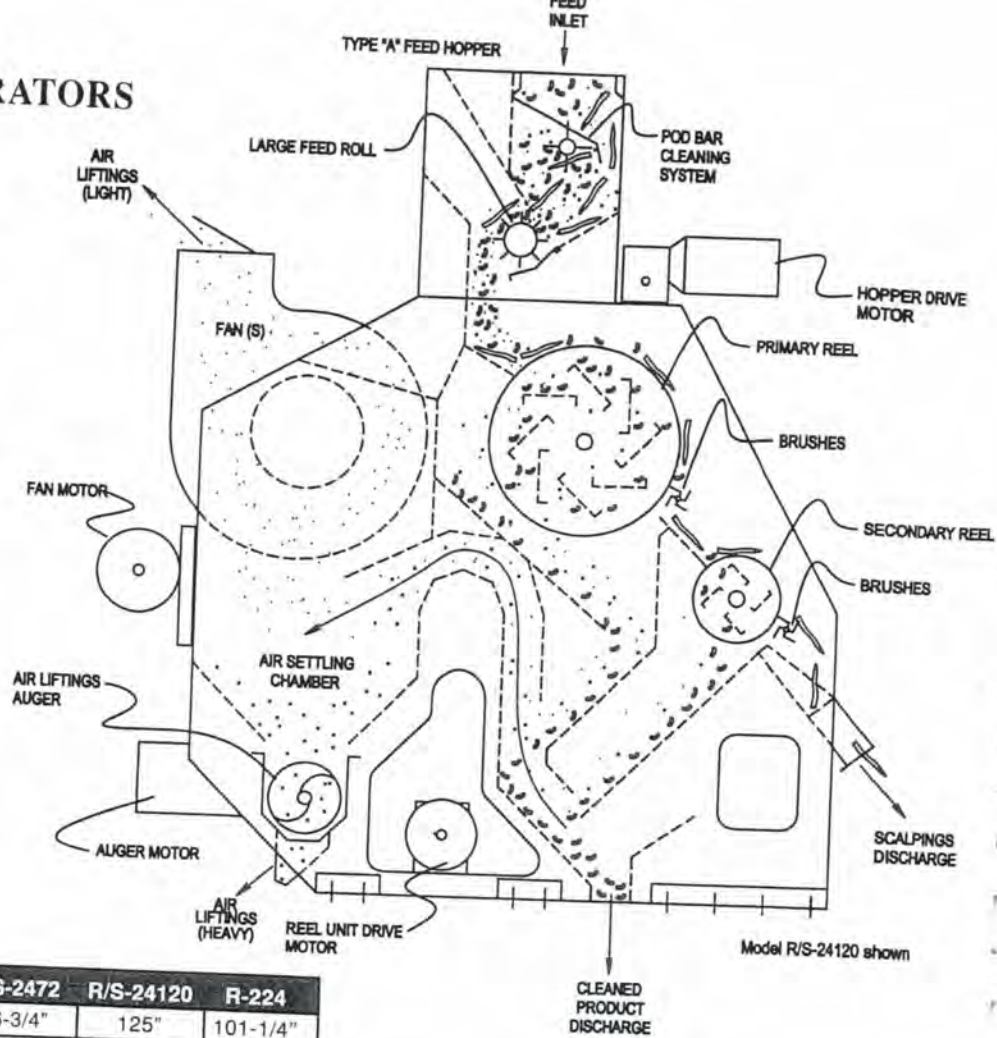 FEED
INLET
TYPE "A" FEED HOPPER
RATORS
AIR
LIFTINGS
(LIGHT)
LARGE FEED ROLL
POD BAR
CLEANING
SYSTEM
HOPPER DRIVE
MOTOR
FAN (S)
PRIMARY REEL
BRUSHES
FAN MOTOR
SECONDARY REEL
BRUSHES
AIR SETTLING
CHAMBER
AIR LIFTINGS
AUGER
AUGER MOTOR
SCALPINGS
DISCHARGE
AIR
LIFTINGS
(HEAVY)
REEL UNIT DRIVE
MOTOR
Model R/S-24120 shown
CLEANED
PRODUCT
DISCHARGE
S-2472 R/S-24120 R-224
-3/4" 125" 101-1/4"